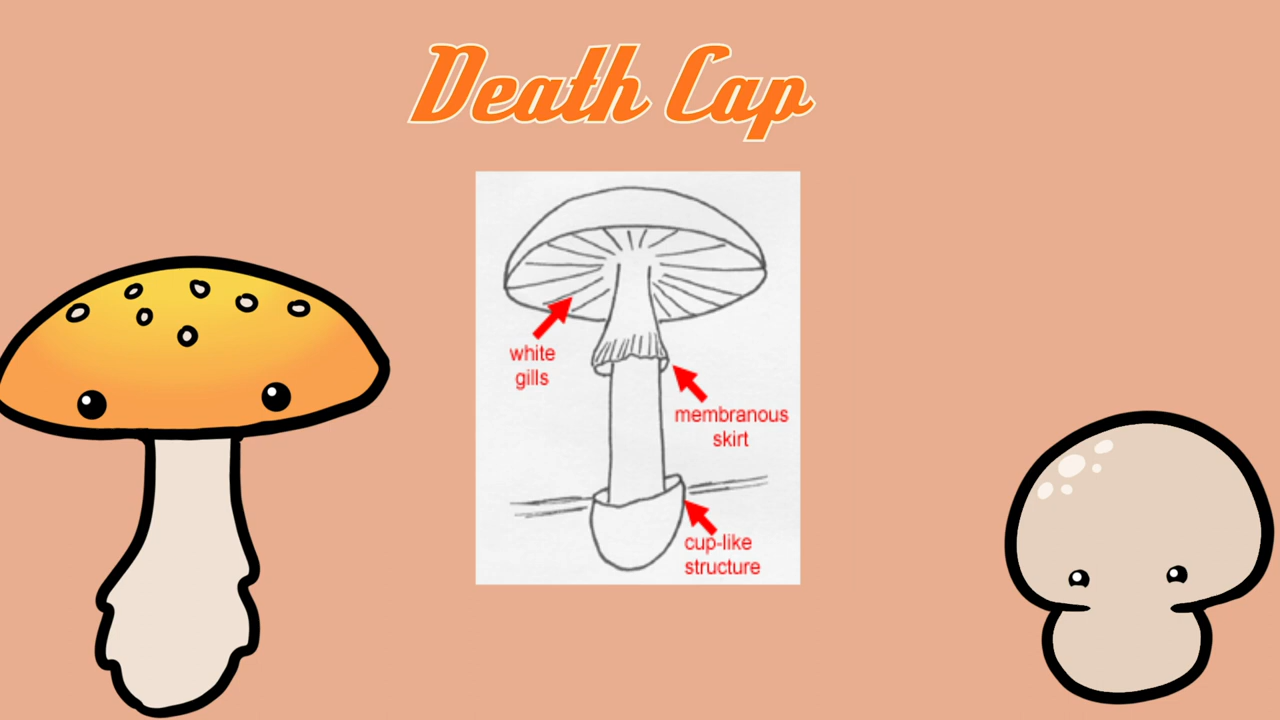 Death Cap
white
gills
membranous
skirt
cup-like
structure